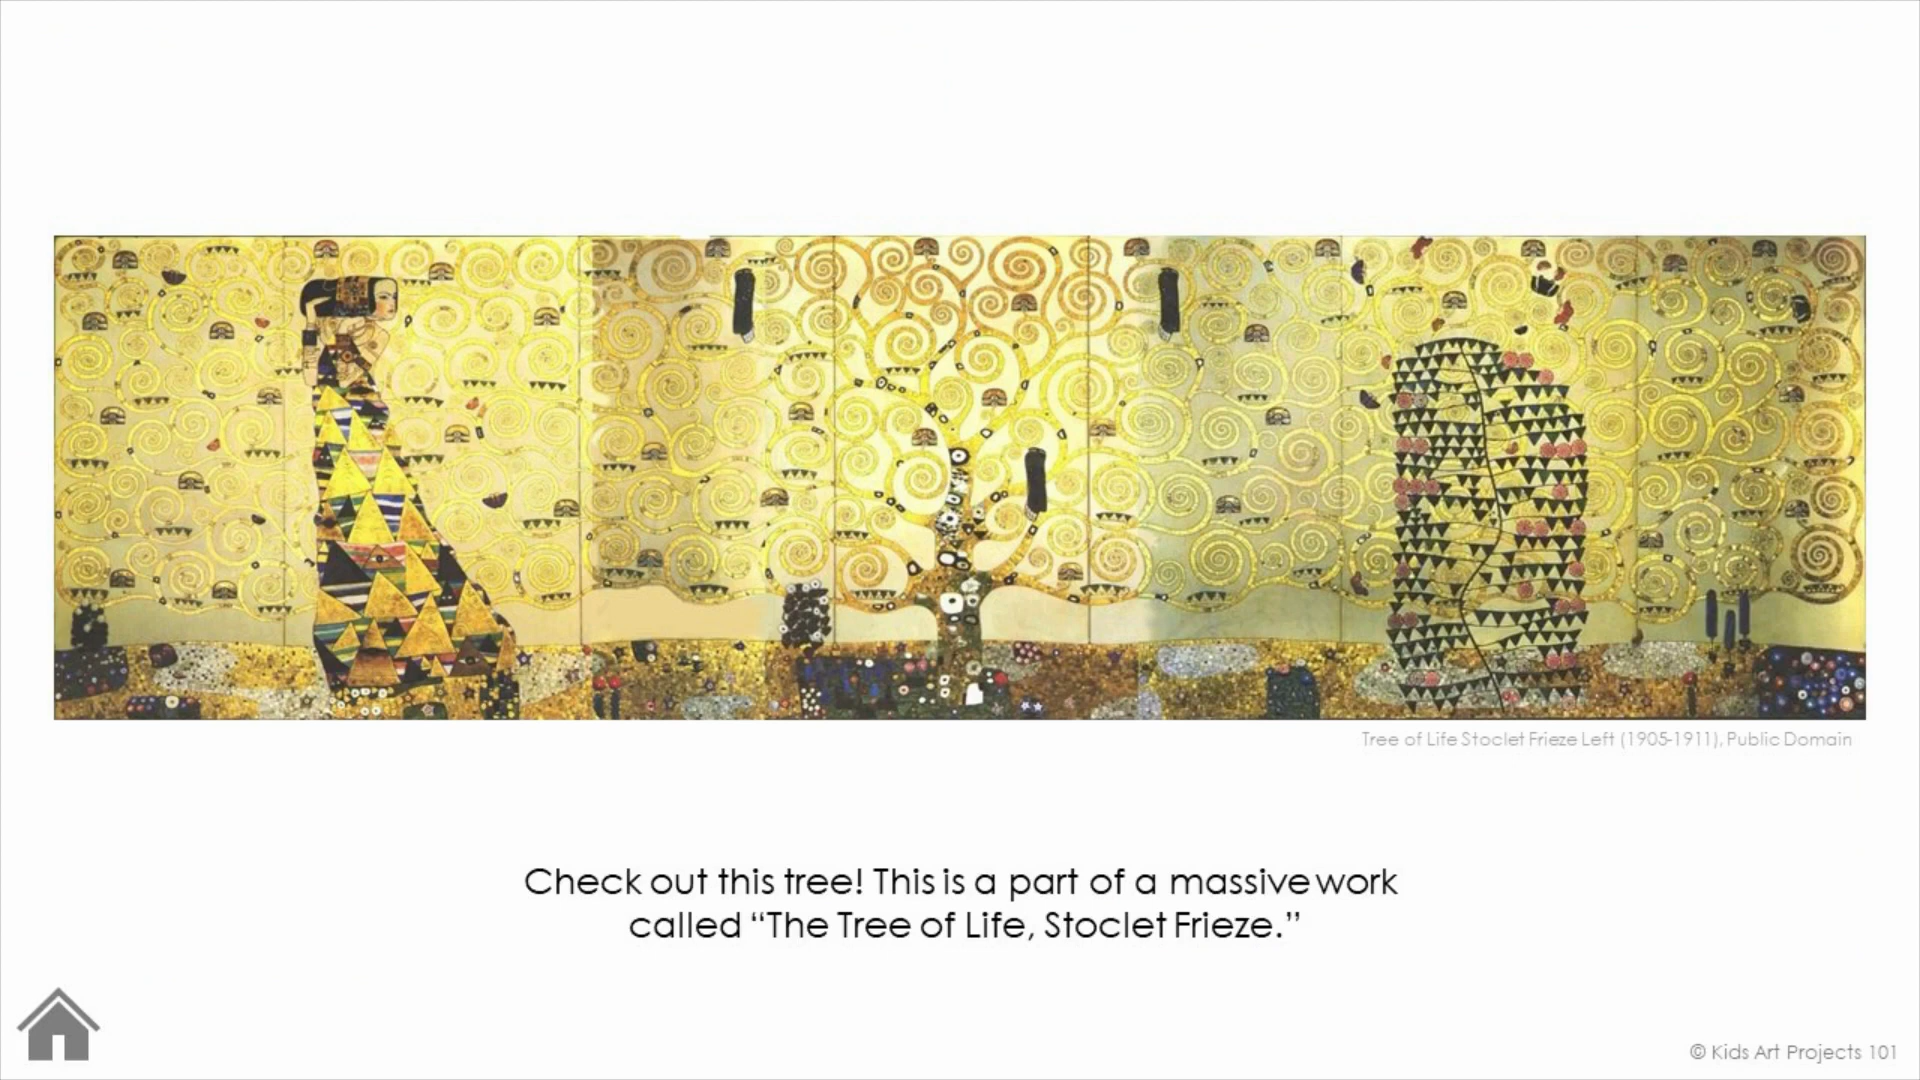 Tree of Life Stoclet Frieze Left (1905-1911), Public Domain
Check out this tree! This is a part of a massive work
called “The Tree of Life, Stoclet Frieze.”
© Kids Art Projects 101